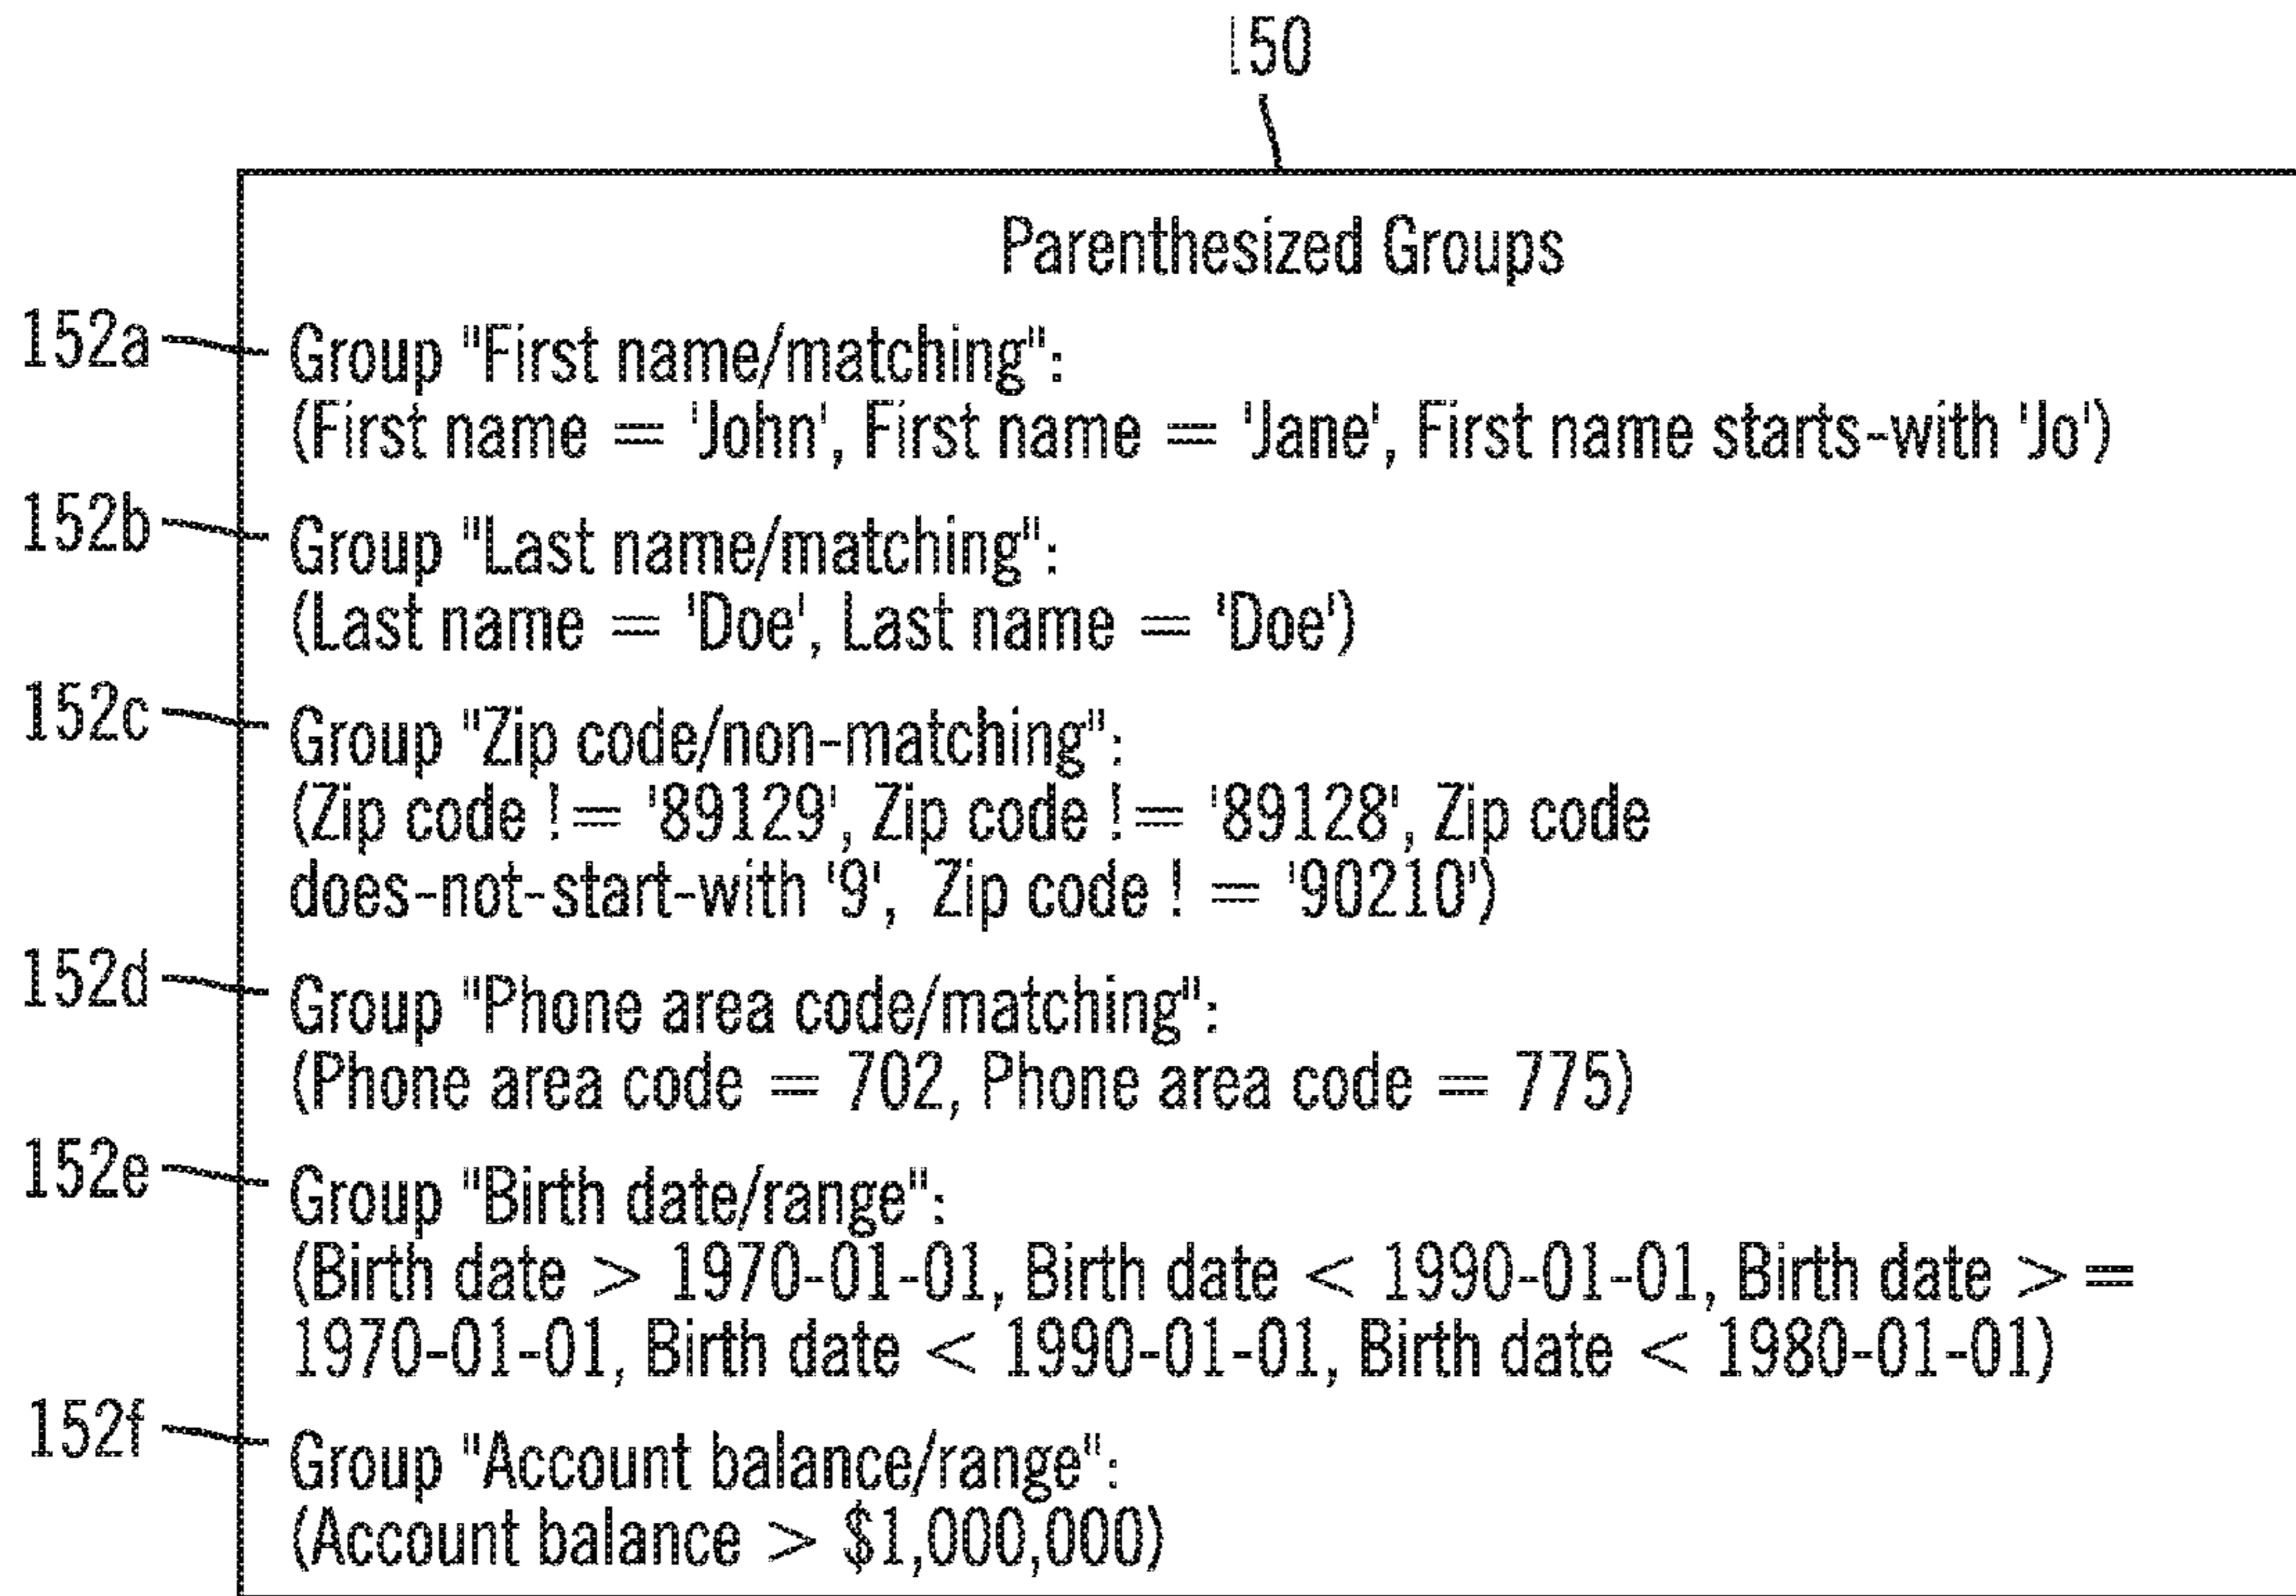 150
Parenthesized Groups
152a Group "First name/matching":
(First name == 'John', First name == 'Jane', First name starts-with 'Jo')
152b Group "Last name/matching":
(Last name == 'Doe', Last name == 'Doe')
152c Group "Zip code/non-matching":
(Zip code != '89129', Zip code != '89128', Zip code
does-not-start-with '9', Zip code ! = '90210')
152d Group "Phone area code/matching":
(Phone area code == 702, Phone area code == 775)
152e Group "Birth date/range":
(Birth date > 1970-01-01, Birth date < 1990-01-01, Birth date > =
1970-01-01, Birth date < 1990-01-01, Birth date < 1980-01-01)
152f Group "Account balance/range":
(Account balance > $1,000,000)